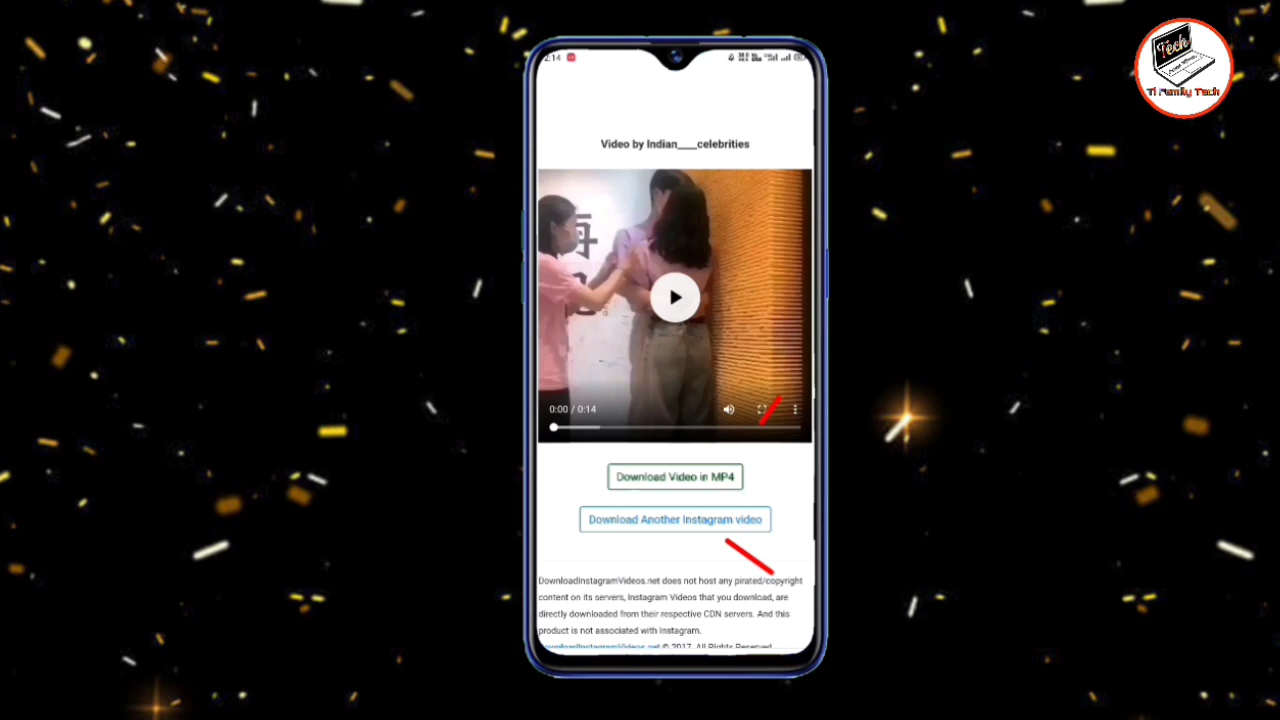 Tech
TI Family Tech
2:14
Video by Indian____celebrities
0:00 / 0:14
Download Video in MP4
Download Another Instagram video
DownloadInstagramVideos.net does not host any pirated/copyright
content on its servers, Instagram Videos that you download, are
directly downloaded from their respective CDN servers. And this
product is not associated with Instagram.
DownloadInstagramVideos.net © 2017. All Rights Reserved